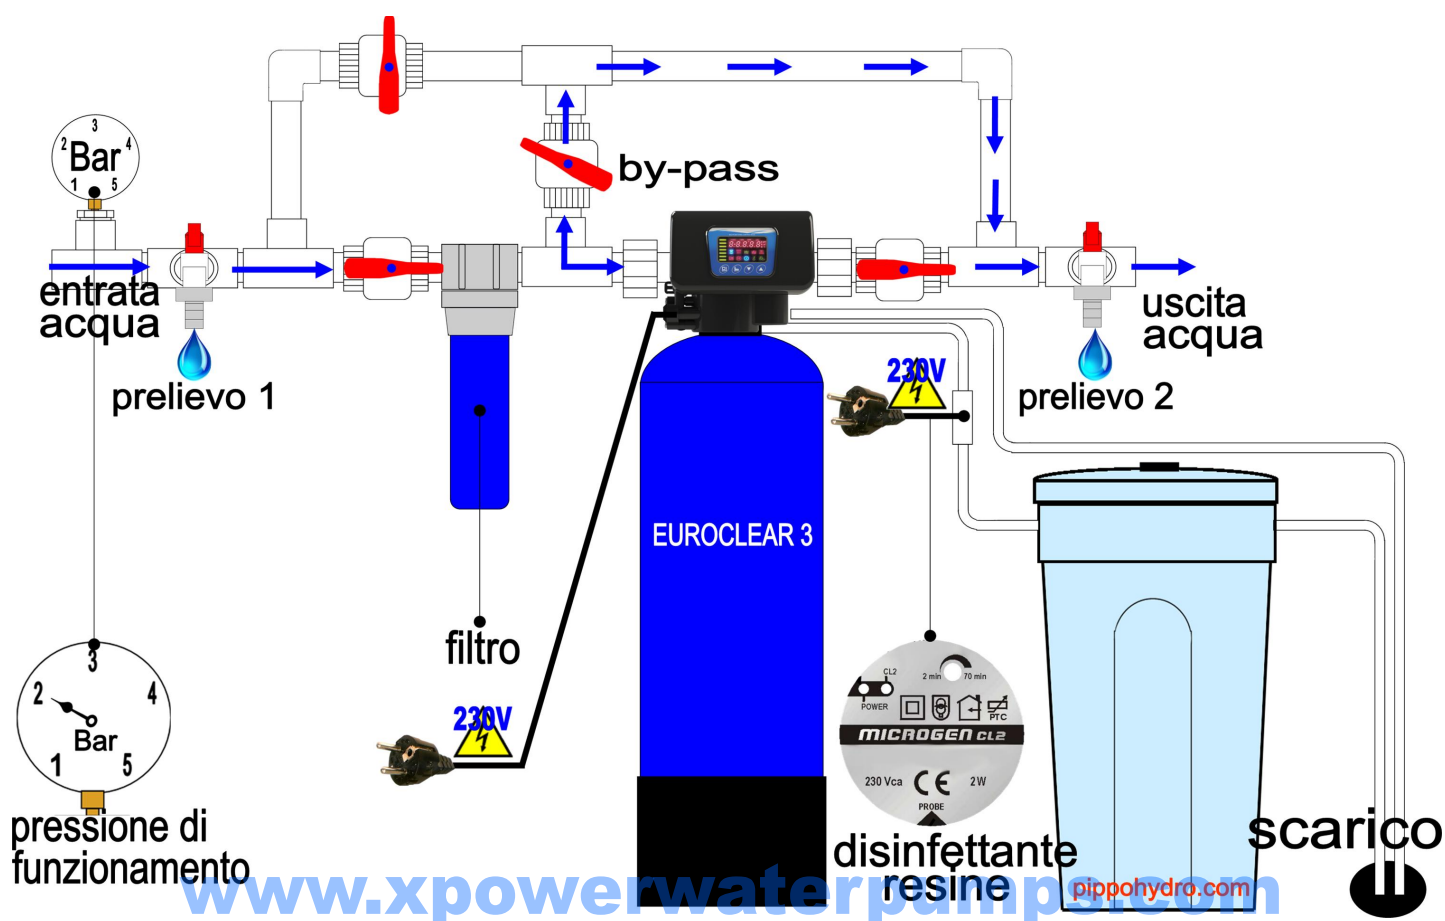 3
2
4
Bar
1
5
by-pass
entrata
acqua
uscita
acqua
prelievo 1
230V
prelievo 2
EUROCLEAR 3
filtro
3
2
4
Bar
1
5
230V
CL2
2 min
70 min
POWER
PTC
MICROGEN CL2
230 Vca
CE
2 W
PROBE
pressione di
funzionamento
disinfettante
resine
scarico
pippohydro.com
www.xpowerwaterpumps.com